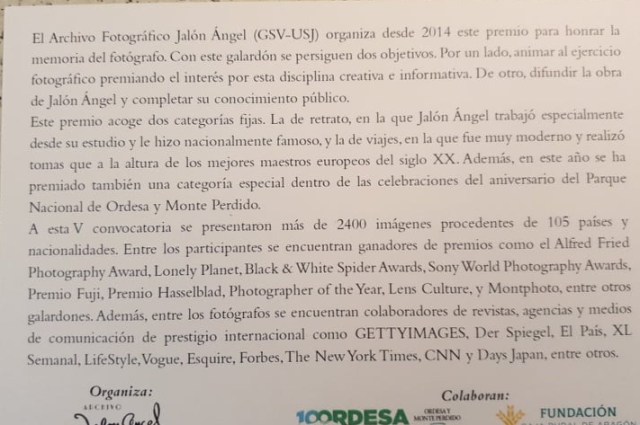 El Archivo Fotográfico Jalón Ángel (GSV-USJ) organiza desde 2014 este premio para honrar la
memoria del fotógrafo. Con este galardón se persiguen dos objetivos. Por un lado, animar al ejercicio
fotográfico premiando el interés por esta disciplina creativa e informativa. De otro, difundir la obra
de Jalón Ángel y completar su conocimiento público.
Este premio acoge dos categorías fijas. La de retrato, en la que Jalón Ángel trabajó especialmente
desde su estudio y le hizo nacionalmente famoso, y la de viajes, en la que fue muy moderno y realizó
tomas que a la altura de los mejores maestros europeos del siglo XX. Además, en este año se ha
premiado también una categoría especial dentro de las celebraciones del aniversario del Parque
Nacional de Ordesa y Monte Perdido.
A esta V convocatoria se presentaron más de 2400 imágenes procedentes de 105 países y
nacionalidades. Entre los participantes se encuentran ganadores de premios como el Alfred Fried
Photography Award, Lonely Planet, Black & White Spider Awards, Sony World Photography Awards,
Premio Fuji, Premio Hasselblad, Photographer of the Year, Lens Culture, y Montphoto, entre otros
galardones. Además, entre los fotógrafos se encuentran colaboradores de revistas, agencias y medios
de comunicación de prestigio internacional como GETTYIMAGES, Der Spiegel, El País, XL
Semanal, LifeStyle, Vogue, Esquire, Forbes, The New York Times, CNN y Days Japan, entre otros.
Organiza:
Colaboran:
ARCHIVO
Jalón Ángel
100ORDESA
ORDESA Y
MONTE PERDIDO
FUNDACIÓN
CAJA RURAL DE ARAGÓN